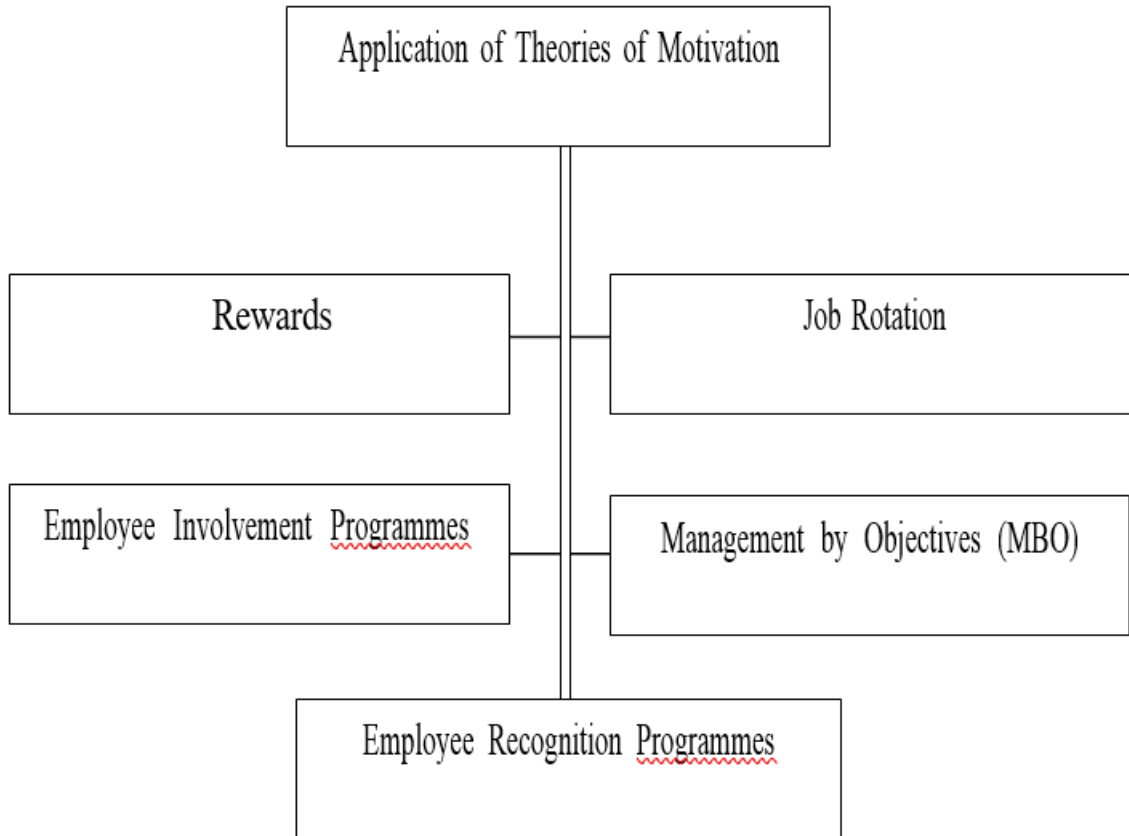 Application of Theories of Motivation
Rewards
Job Rotation
Employee Involvement Programmes
Management by Objectives (MBO)
Employee Recognition Programmes